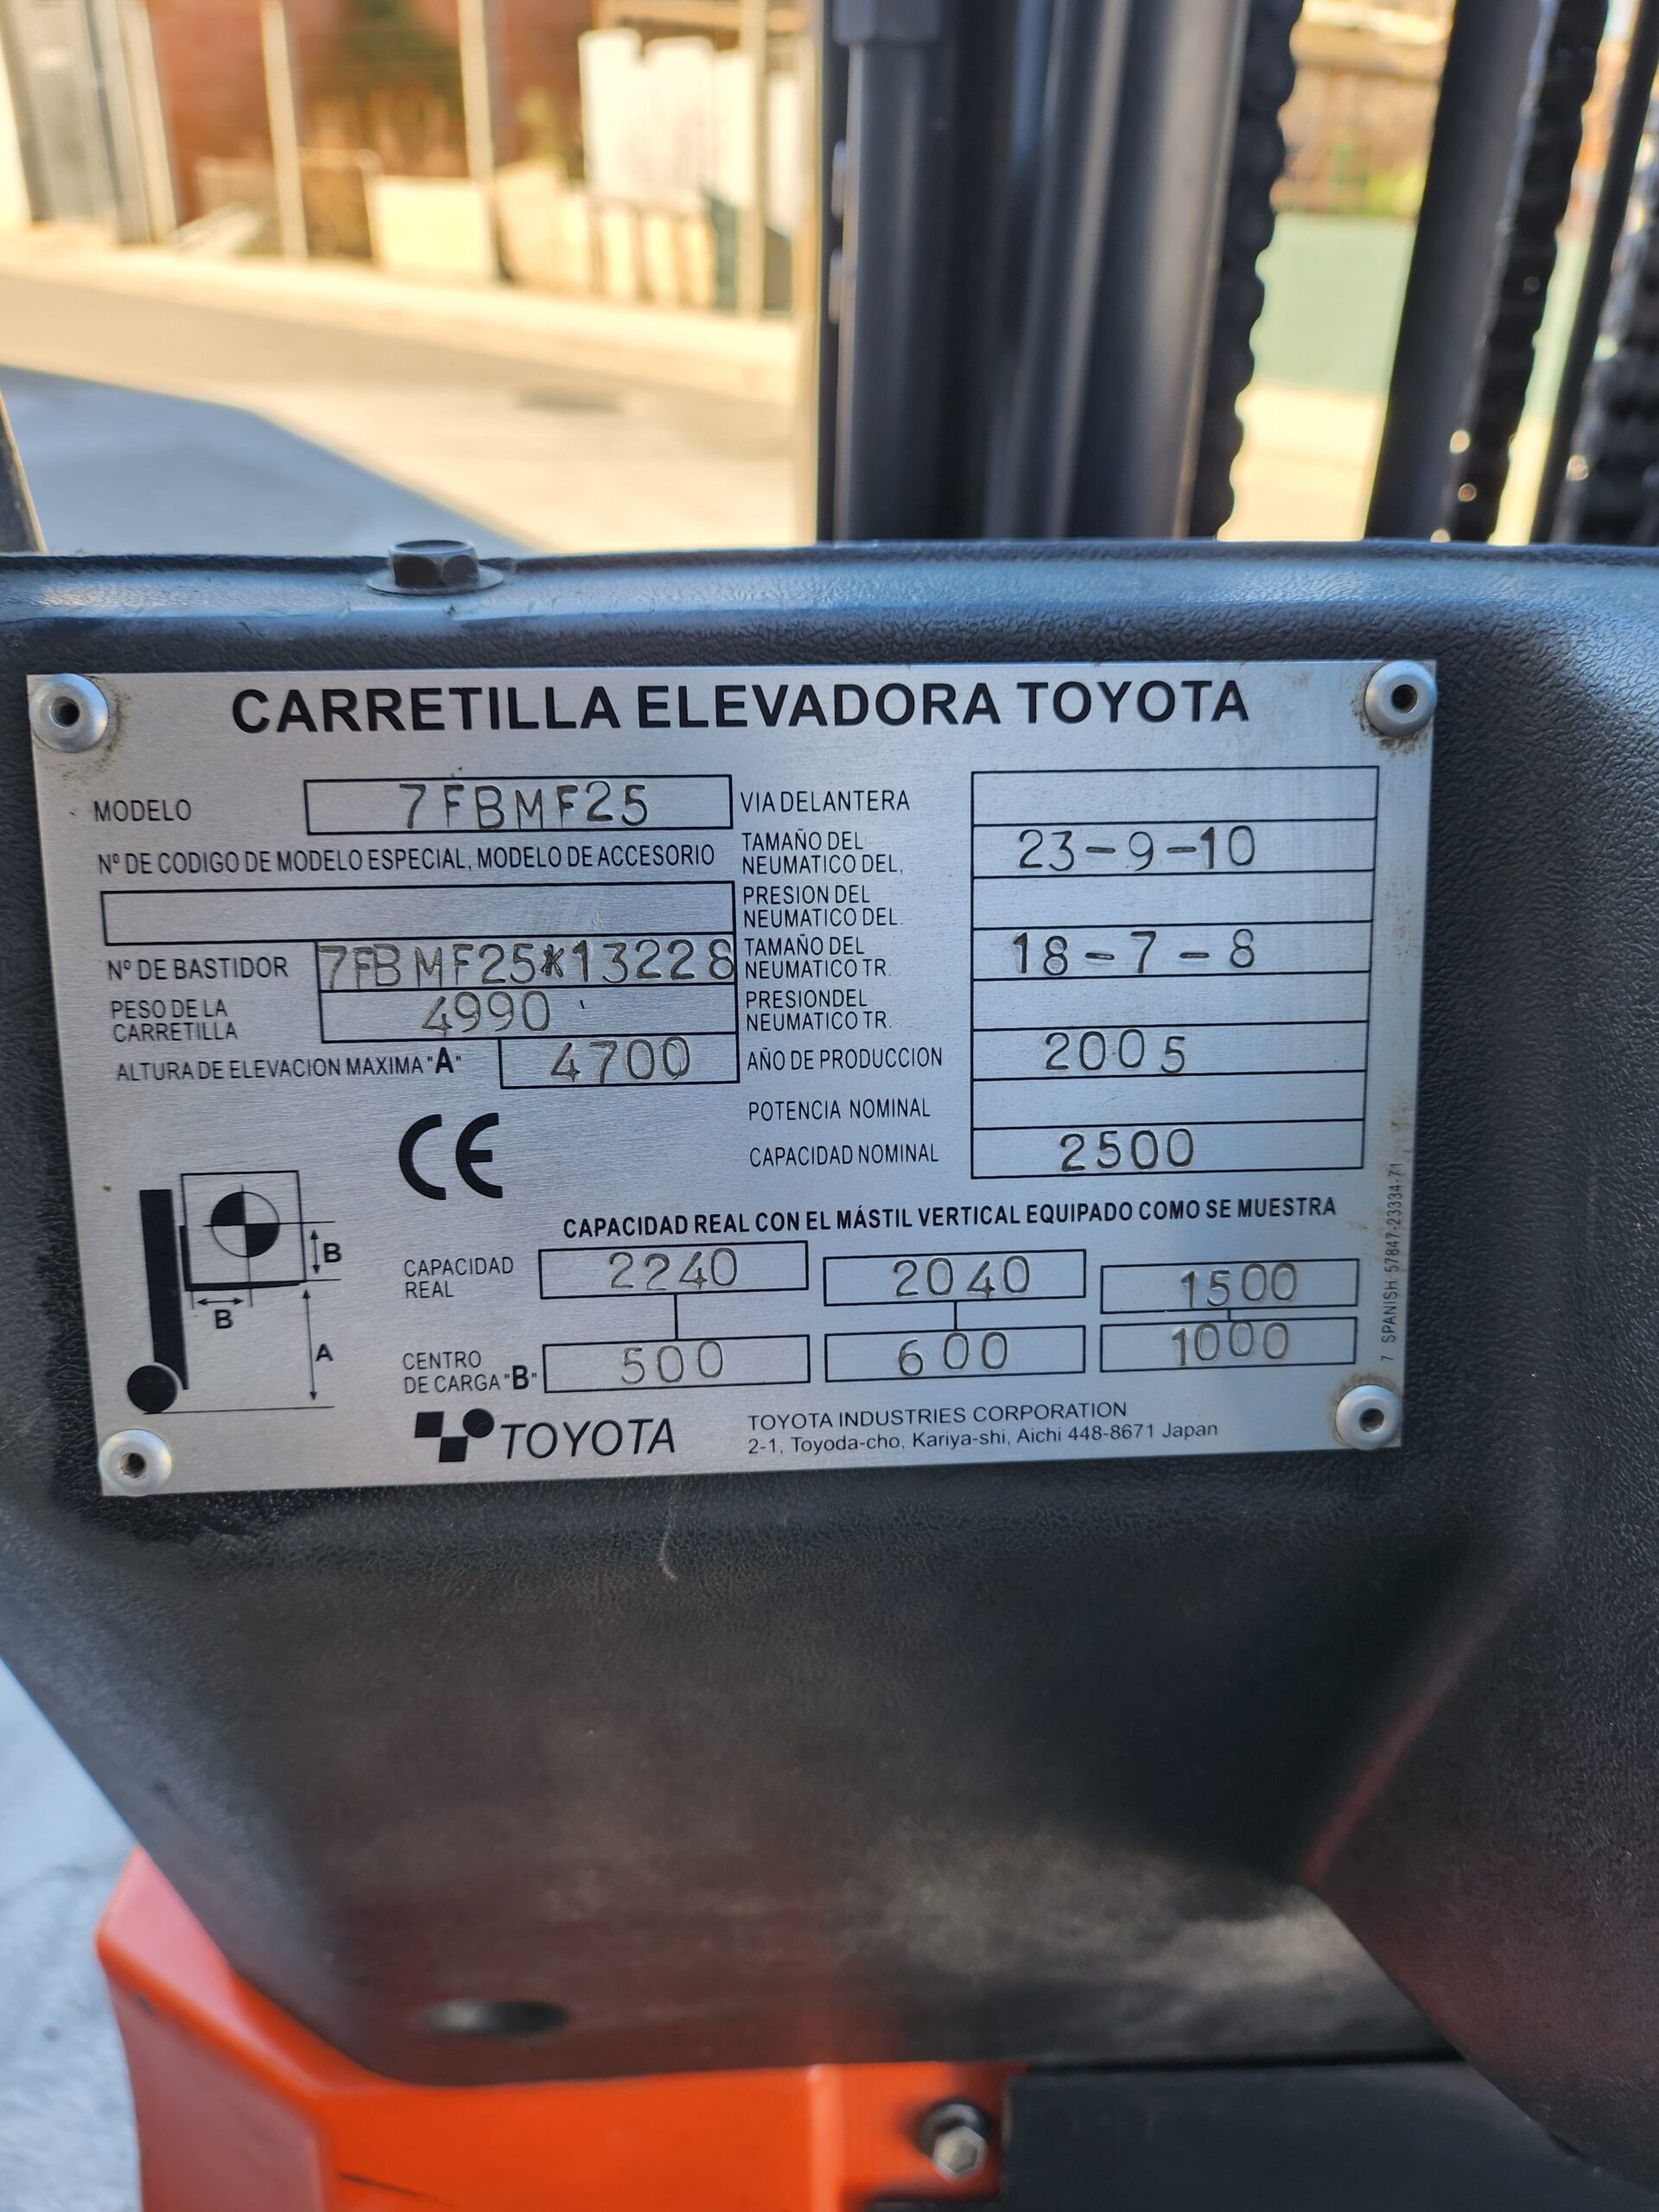 CARRETILLA ELEVADORA TOYOTA
MODELO 7FBMF25
Nº DE CODIGO DE MODELO ESPECIAL, MODELO DE ACCESORIO
Nº DE BASTIDOR 7FBMF25*13228
PESO DE LA
CARRETILLA 4990
ALTURA DE ELEVACION MAXIMA "A" 4700
VIA DELANTERA
TAMAÑO DEL
NEUMATICO DEL. 23-9-10
PRESION DEL
NEUMATICO DEL.
TAMAÑO DEL
NEUMATICO TR. 18-7-8
PRESIONDEL
NEUMATICO TR.
AÑO DE PRODUCCION 2005
POTENCIA NOMINAL
CAPACIDAD NOMINAL 2500
CE
B
B
A
CAPACIDAD REAL CON EL MÁSTIL VERTICAL EQUIPADO COMO SE MUESTRA
CAPACIDAD
REAL 2240 2040 1500
CENTRO
DE CARGA "B" 500 600 1000
TOYOTA
TOYOTA INDUSTRIES CORPORATION
2-1, Toyoda-cho, Kariya-shi, Aichi 448-8671 Japan
7 SPANISH 57847-23334-71